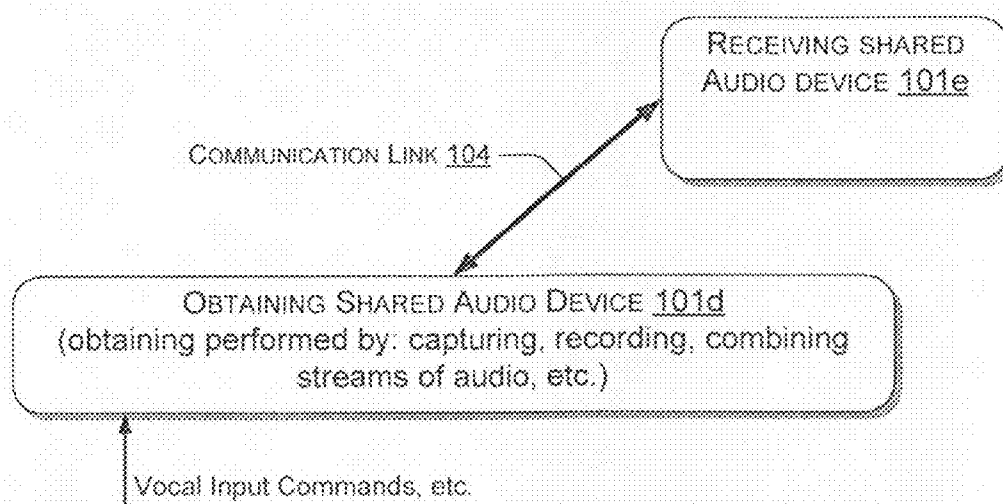 RECEIVING SHARED
AUDIO DEVICE 101e
COMMUNICATION LINK 104
OBTAINING SHARED AUDIO DEVICE 101d
(obtaining performed by: capturing, recording, combining
streams of audio, etc.)
Vocal Input Commands, etc.